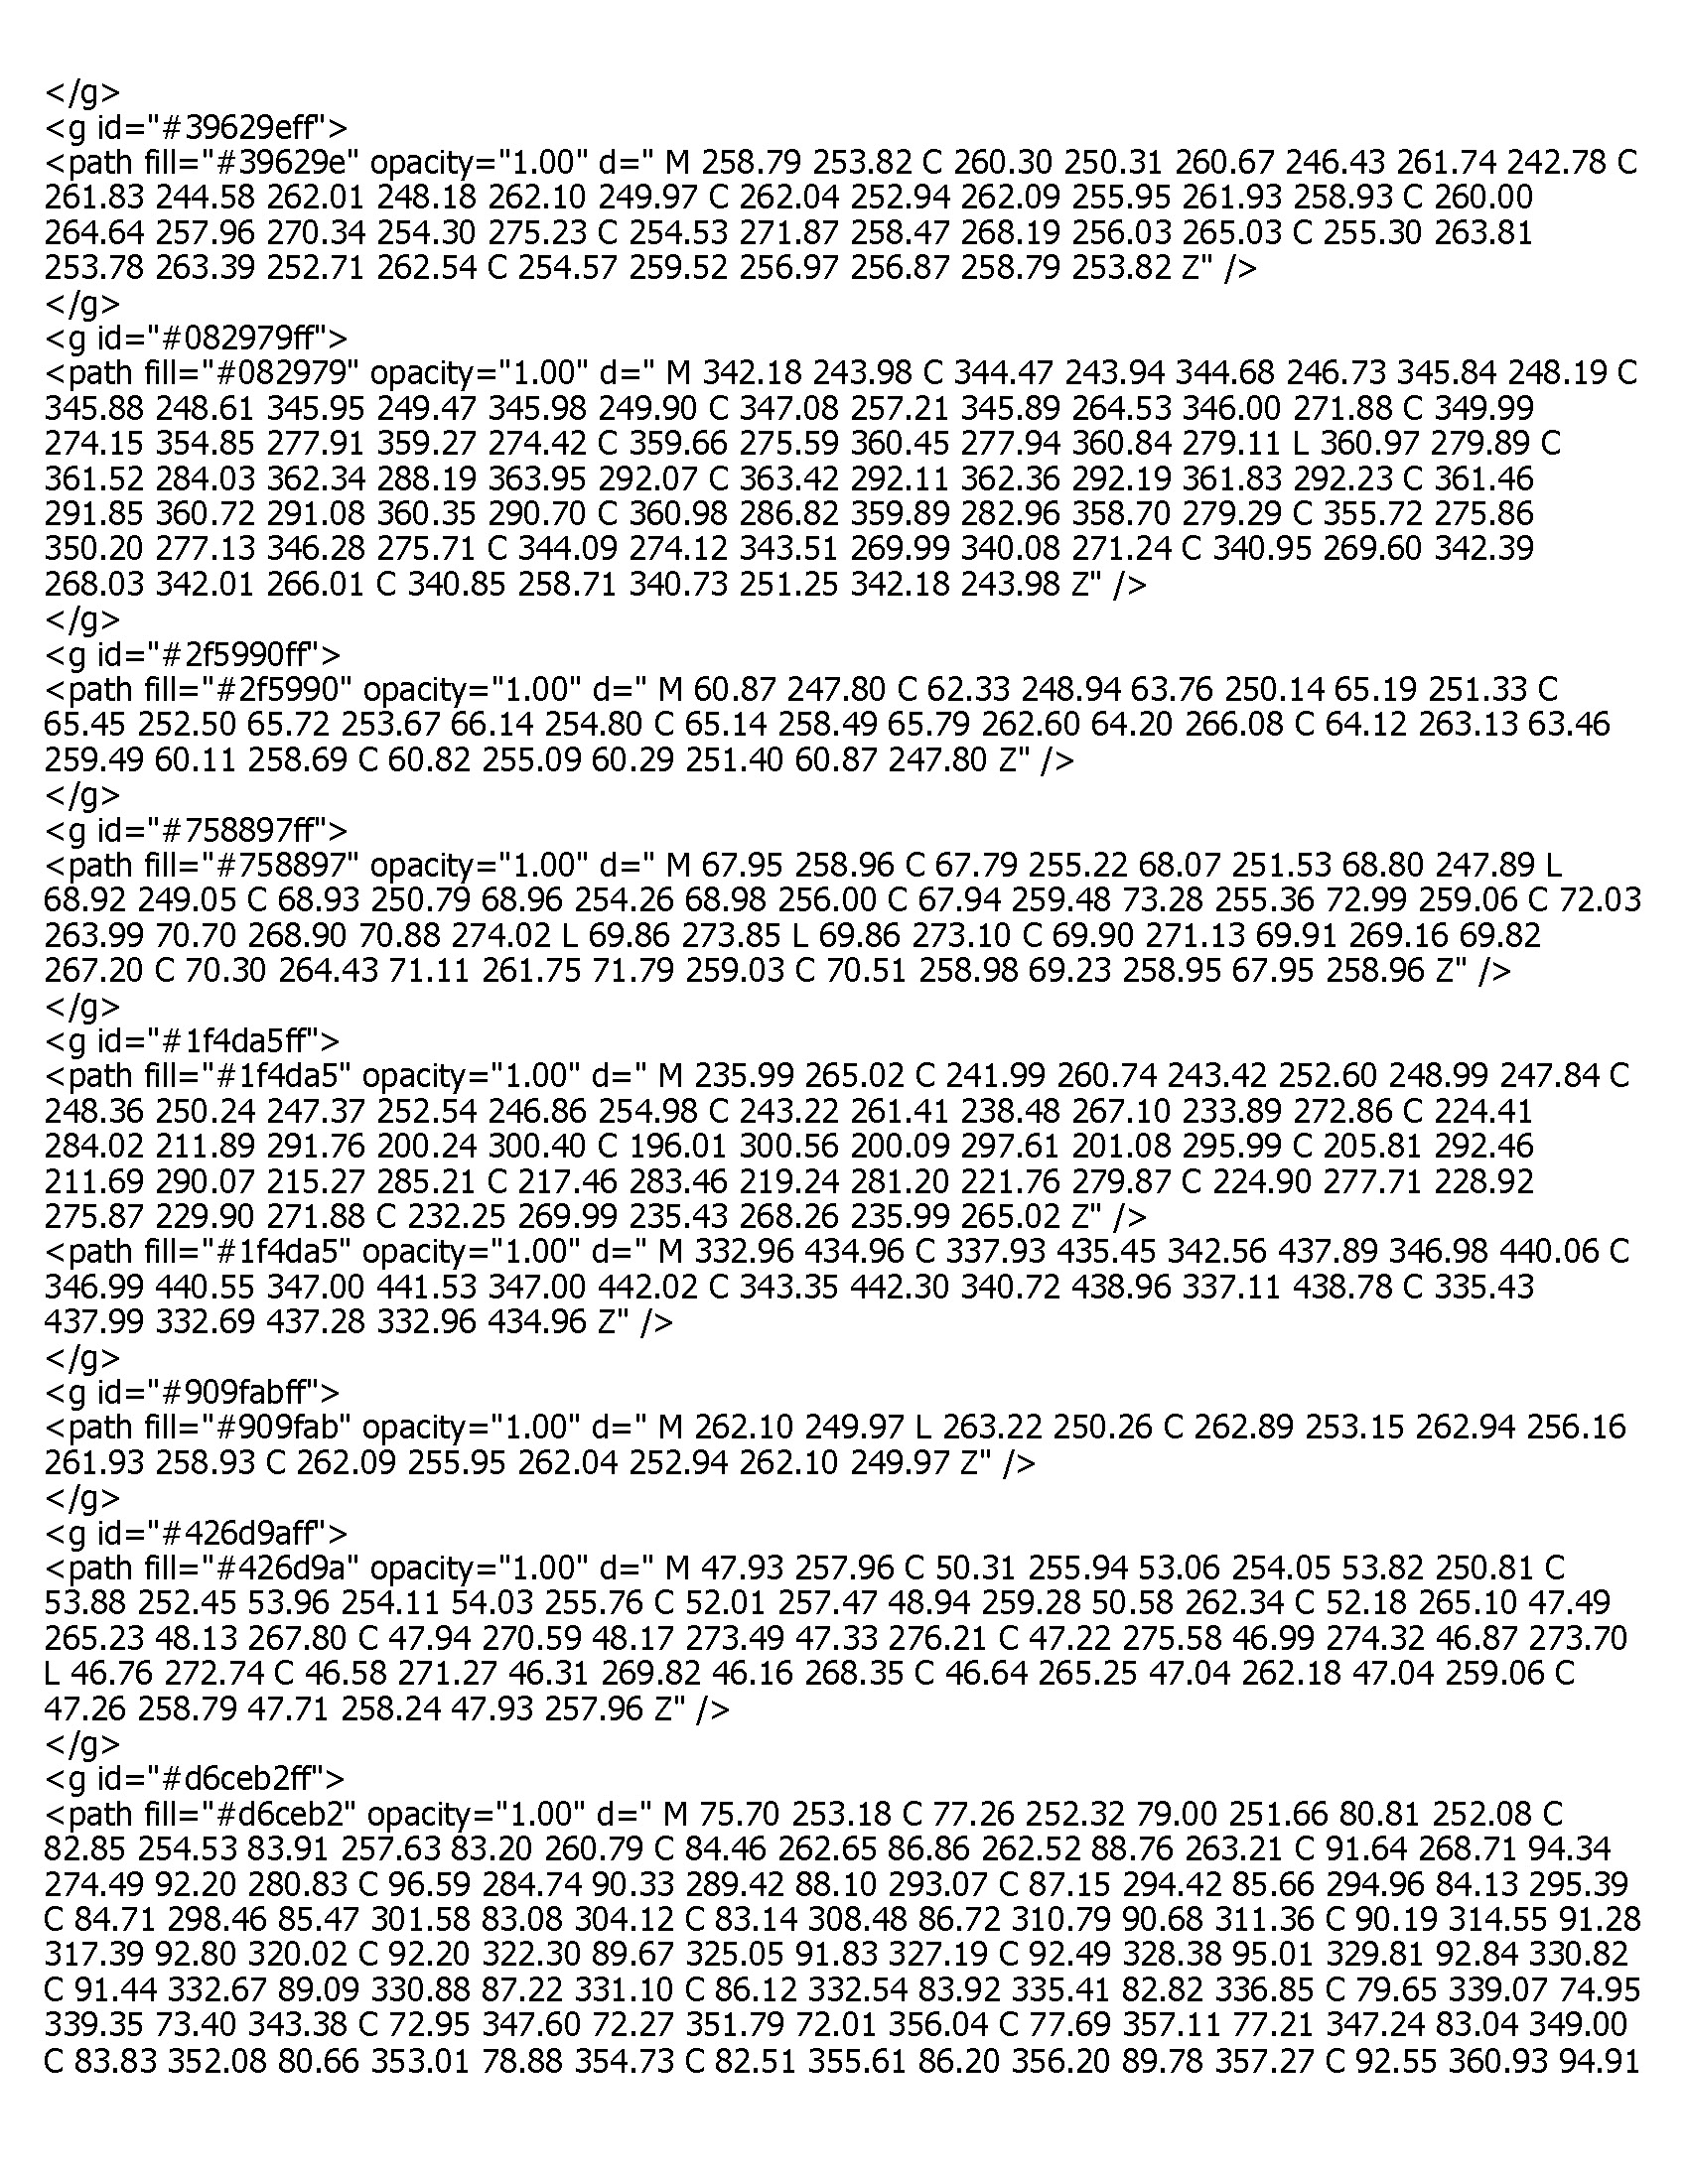 </g>
<g id="#39629eff">
<path fill="#39629e" opacity="1.00" d=" M 258.79 253.82 C 260.30 250.31 260.67 246.43 261.74 242.78 C
261.83 244.58 262.01 248.18 262.10 249.97 C 262.04 252.94 262.09 255.95 261.93 258.93 C 260.00
264.64 257.96 270.34 254.30 275.23 C 254.53 271.87 258.47 268.19 256.03 265.03 C 255.30 263.81
253.78 263.39 252.71 262.54 C 254.57 259.52 256.97 256.87 258.79 253.82 Z" />
</g>
<g id="#082979ff">
<path fill="#082979" opacity="1.00" d=" M 342.18 243.98 C 344.47 243.94 344.68 246.73 345.84 248.19 C
345.88 248.61 345.95 249.47 345.98 249.90 C 347.08 257.21 345.89 264.53 346.00 271.88 C 349.99
274.15 354.85 277.91 359.27 274.42 C 359.66 275.59 360.45 277.94 360.84 279.11 L 360.97 279.89 C
361.52 284.03 362.34 288.19 363.95 292.07 C 363.42 292.11 362.36 292.19 361.83 292.23 C 361.46
291.85 360.72 291.08 360.35 290.70 C 360.98 286.82 359.89 282.96 358.70 279.29 C 355.72 275.86
350.20 277.13 346.28 275.71 C 344.09 274.12 343.51 269.99 340.08 271.24 C 340.95 269.60 342.39
268.03 342.01 266.01 C 340.85 258.71 340.73 251.25 342.18 243.98 Z" />
</g>
<g id="#2f5990ff">
<path fill="#2f5990" opacity="1.00" d=" M 60.87 247.80 C 62.33 248.94 63.76 250.14 65.19 251.33 C
65.45 252.50 65.72 253.67 66.14 254.80 C 65.14 258.49 65.79 262.60 64.20 266.08 C 64.12 263.13 63.46
259.49 60.11 258.69 C 60.82 255.09 60.29 251.40 60.87 247.80 Z" />
</g>
<g id="#758897ff">
<path fill="#758897" opacity="1.00" d=" M 67.95 258.96 C 67.79 255.22 68.07 251.53 68.80 247.89 L
68.92 249.05 C 68.93 250.79 68.96 254.26 68.98 256.00 C 67.94 259.48 73.28 255.36 72.99 259.06 C 72.03
263.99 70.70 268.90 70.88 274.02 L 69.86 273.85 L 69.86 273.10 C 69.90 271.13 69.91 269.16 69.82
267.20 C 70.30 264.43 71.11 261.75 71.79 259.03 C 70.51 258.98 69.23 258.95 67.95 258.96 Z" />
</g>
<g id="#1f4da5ff">
<path fill="#1f4da5" opacity="1.00" d=" M 235.99 265.02 C 241.99 260.74 243.42 252.60 248.99 247.84 C
248.36 250.24 247.37 252.54 246.86 254.98 C 243.22 261.41 238.48 267.10 233.89 272.86 C 224.41
284.02 211.89 291.76 200.24 300.40 C 196.01 300.56 200.09 297.61 201.08 295.99 C 205.81 292.46
211.69 290.07 215.27 285.21 C 217.46 283.46 219.24 281.20 221.76 279.87 C 224.90 277.71 228.92
275.87 229.90 271.88 C 232.25 269.99 235.43 268.26 235.99 265.02 Z" />
<path fill="#1f4da5" opacity="1.00" d=" M 332.96 434.96 C 337.93 435.45 342.56 437.89 346.98 440.06 C
346.99 440.55 347.00 441.53 347.00 442.02 C 343.35 442.30 340.72 438.96 337.11 438.78 C 335.43
437.99 332.69 437.28 332.96 434.96 Z" />
</g>
<g id="#909fabff">
<path fill="#909fab" opacity="1.00" d=" M 262.10 249.97 L 263.22 250.26 C 262.89 253.15 262.94 256.16
261.93 258.93 C 262.09 255.95 262.04 252.94 262.10 249.97 Z" />
</g>
<g id="#426d9aff">
<path fill="#426d9a" opacity="1.00" d=" M 47.93 257.96 C 50.31 255.94 53.06 254.05 53.82 250.81 C
53.88 252.45 53.96 254.11 54.03 255.76 C 52.01 257.47 48.94 259.28 50.58 262.34 C 52.18 265.10 47.49
265.23 48.13 267.80 C 47.94 270.59 48.17 273.49 47.33 276.21 C 47.22 275.58 46.99 274.32 46.87 273.70
L 46.76 272.74 C 46.58 271.27 46.31 269.82 46.16 268.35 C 46.64 265.25 47.04 262.18 47.04 259.06 C
47.26 258.79 47.71 258.24 47.93 257.96 Z" />
</g>
<g id="#d6ceb2ff">
<path fill="#d6ceb2" opacity="1.00" d=" M 75.70 253.18 C 77.26 252.32 79.00 251.66 80.81 252.08 C
82.85 254.53 83.91 257.63 83.20 260.79 C 84.46 262.65 86.86 262.52 88.76 263.21 C 91.64 268.71 94.34
274.49 92.20 280.83 C 96.59 284.74 90.33 289.42 88.10 293.07 C 87.15 294.42 85.66 294.96 84.13 295.39
C 84.71 298.46 85.47 301.58 83.08 304.12 C 83.14 308.48 86.72 310.79 90.68 311.36 C 90.19 314.55 91.28
317.39 92.80 320.02 C 92.20 322.30 89.67 325.05 91.83 327.19 C 92.49 328.38 95.01 329.81 92.84 330.82
C 91.44 332.67 89.09 330.88 87.22 331.10 C 86.12 332.54 83.92 335.41 82.82 336.85 C 79.65 339.07 74.95
339.35 73.40 343.38 C 72.95 347.60 72.27 351.79 72.01 356.04 C 77.69 357.11 77.21 347.24 83.04 349.00
C 83.83 352.08 80.66 353.01 78.88 354.73 C 82.51 355.61 86.20 356.20 89.78 357.27 C 92.55 360.93 94.91